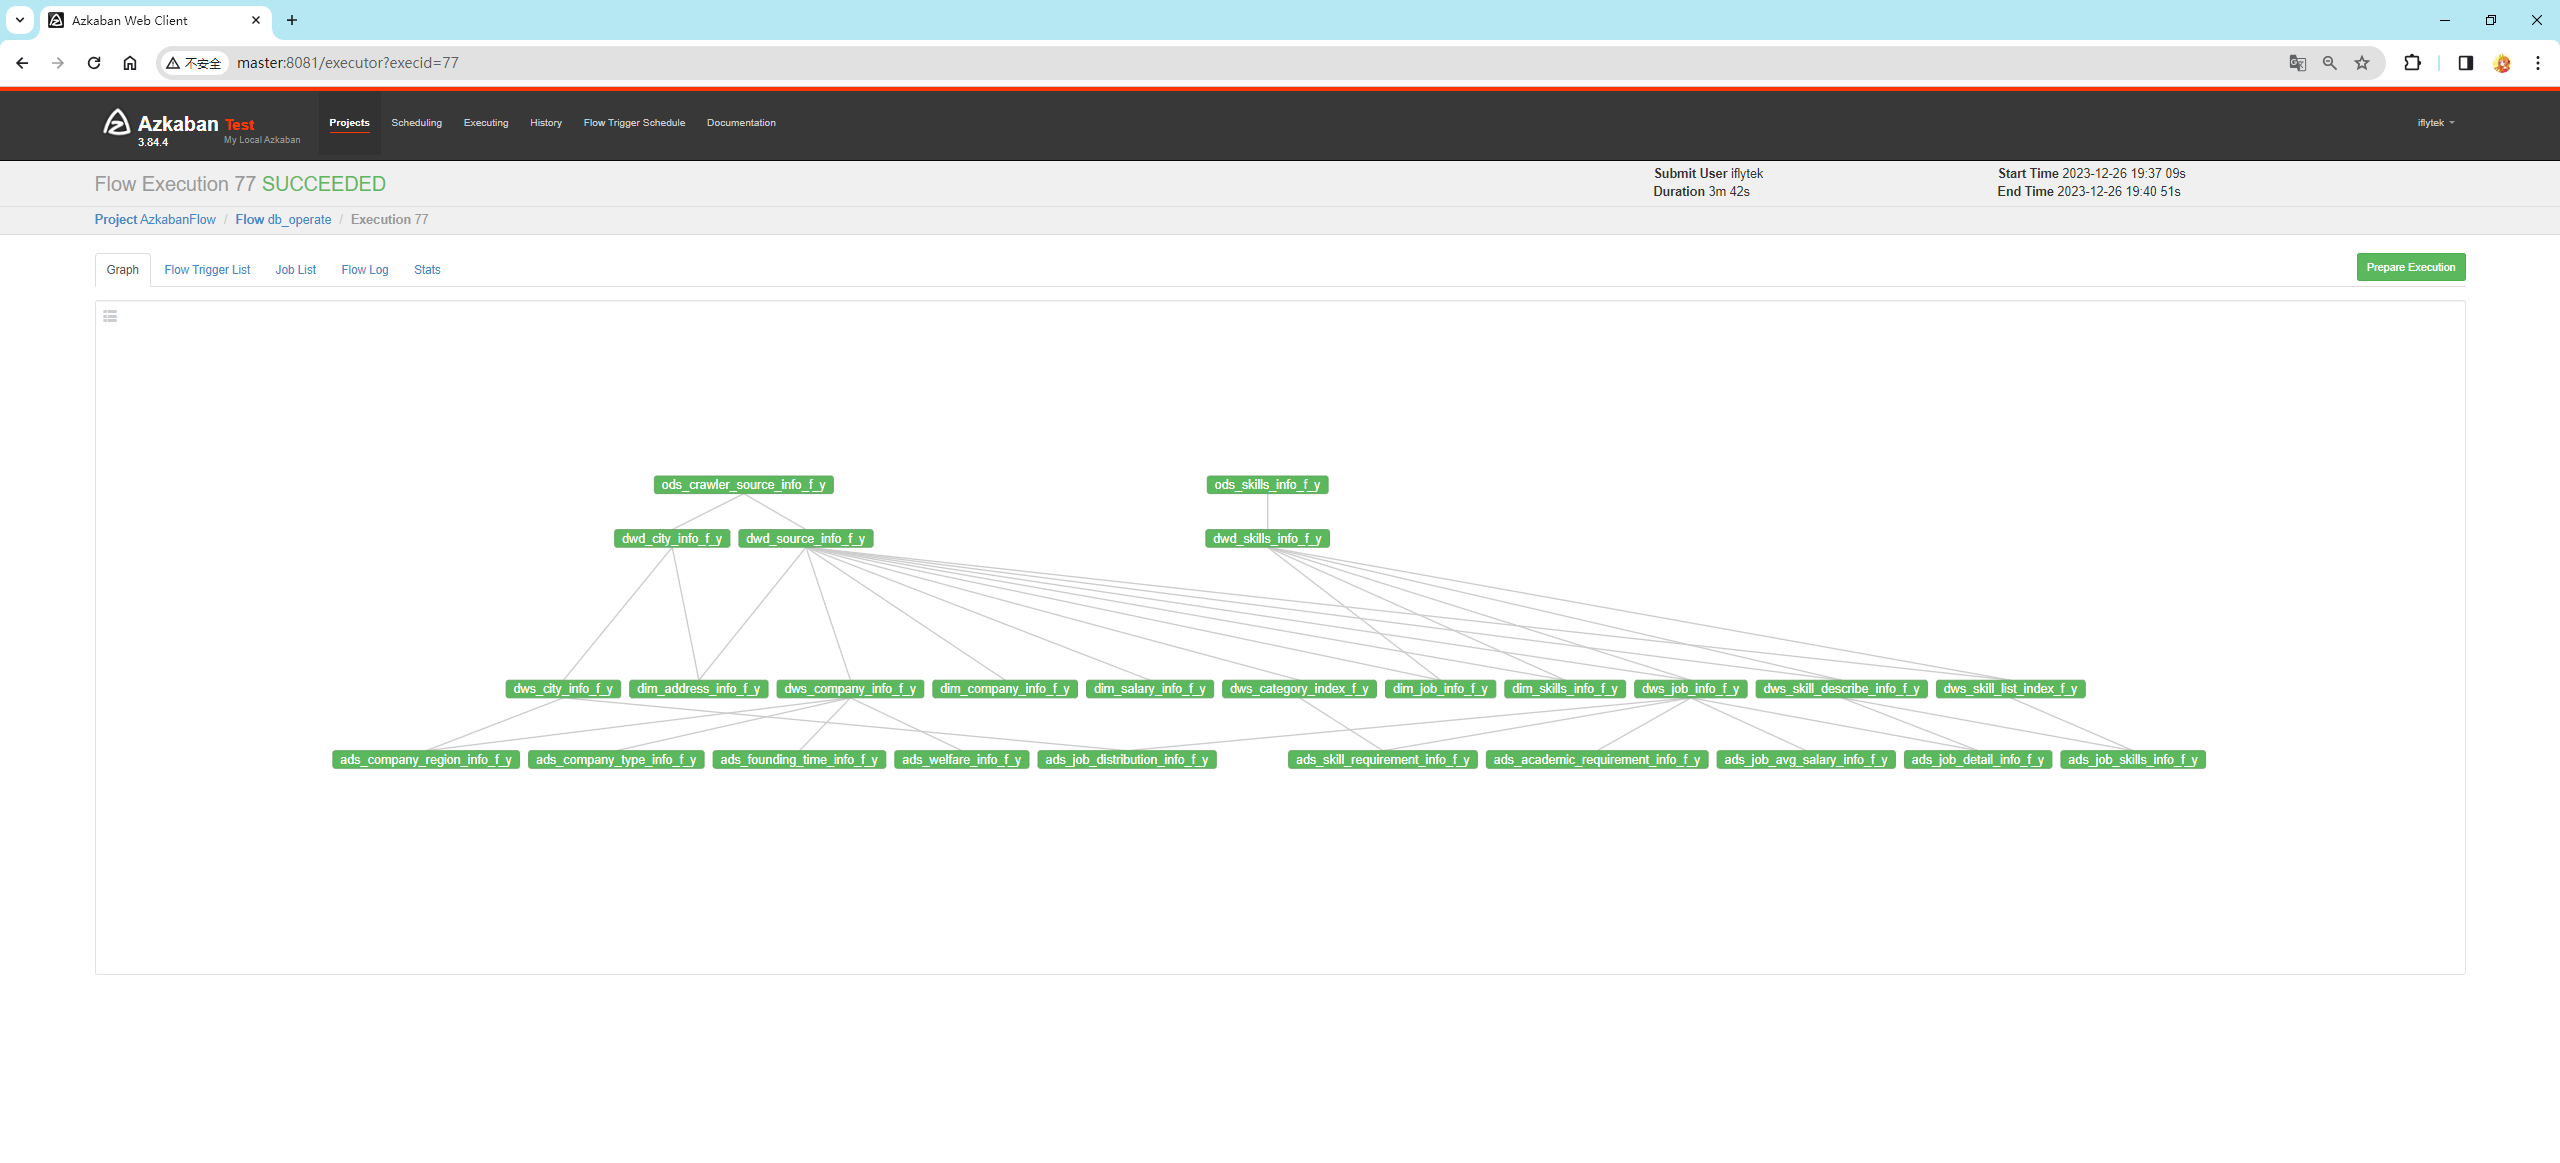 Azkaban Web Client
不安全 master:8081/executor?execid=77
Azkaban Test
3.84.4 My Local Azkaban
Projects Scheduling Executing History Flow Trigger Schedule Documentation iflytek
Flow Execution 77 SUCCEEDED
Submit User iflytek
Duration 3m 42s
Start Time 2023-12-26 19:37 09s
End Time 2023-12-26 19:40 51s
Project AzkabanFlow / Flow db_operate / Execution 77
Graph Flow Trigger List Job List Flow Log Stats Prepare Execution
ods_crawler_source_info_f_y ods_skills_info_f_y
dwd_city_info_f_y dwd_source_info_f_y dwd_skills_info_f_y
dws_city_info_f_y dim_address_info_f_y dws_company_info_f_y dim_company_info_f_y dim_salary_info_f_y dws_category_index_f_y dim_job_info_f_y dim_skills_info_f_y dws_job_info_f_y dws_skill_describe_info_f_y dws_skill_list_index_f_y
ads_company_region_info_f_y ads_company_type_info_f_y ads_founding_time_info_f_y ads_welfare_info_f_y ads_job_distribution_info_f_y ads_skill_requirement_info_f_y ads_academic_requirement_info_f_y ads_job_avg_salary_info_f_y ads_job_detail_info_f_y ads_job_skills_info_f_y